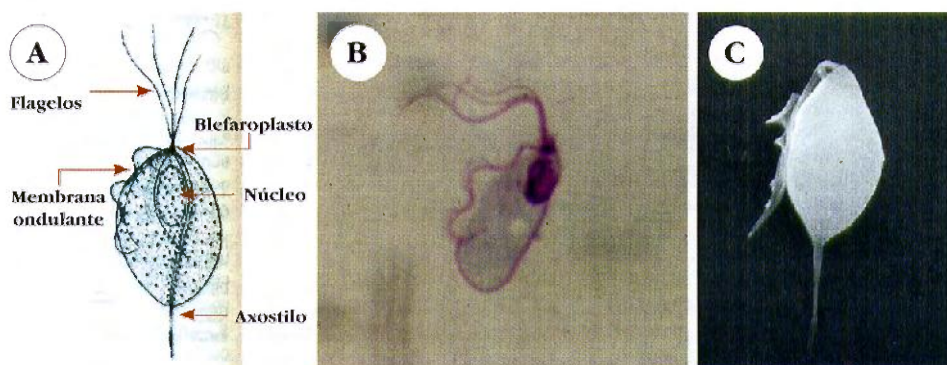 A
B
C
Flagelos
Blefaroplasto
Membrana
ondulante
Núcleo
Axostilo